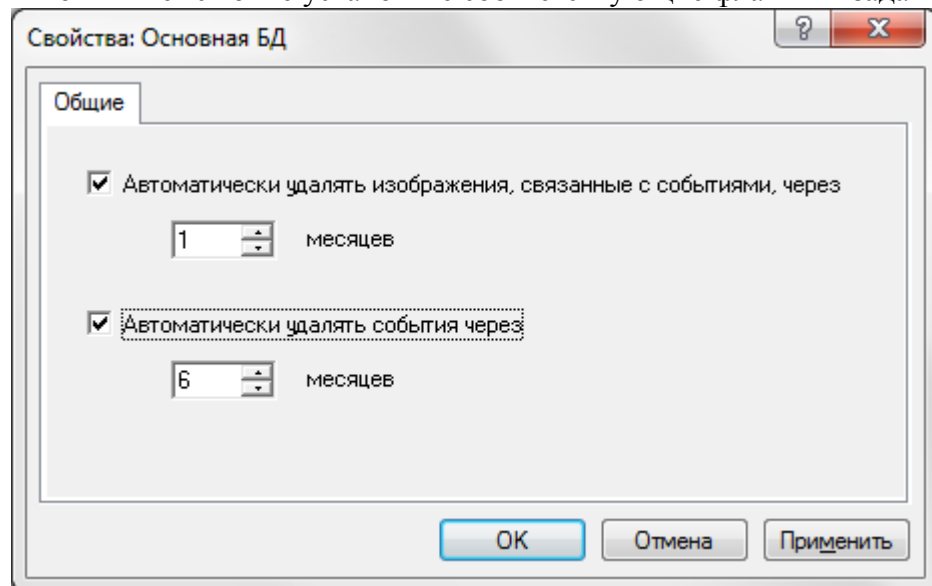 Свойства: Основная БД
Общие
Автоматически удалять изображения, связанные с событиями, через
1 месяцев
Автоматически удалять события через
6 месяцев
OK Отмена Применить